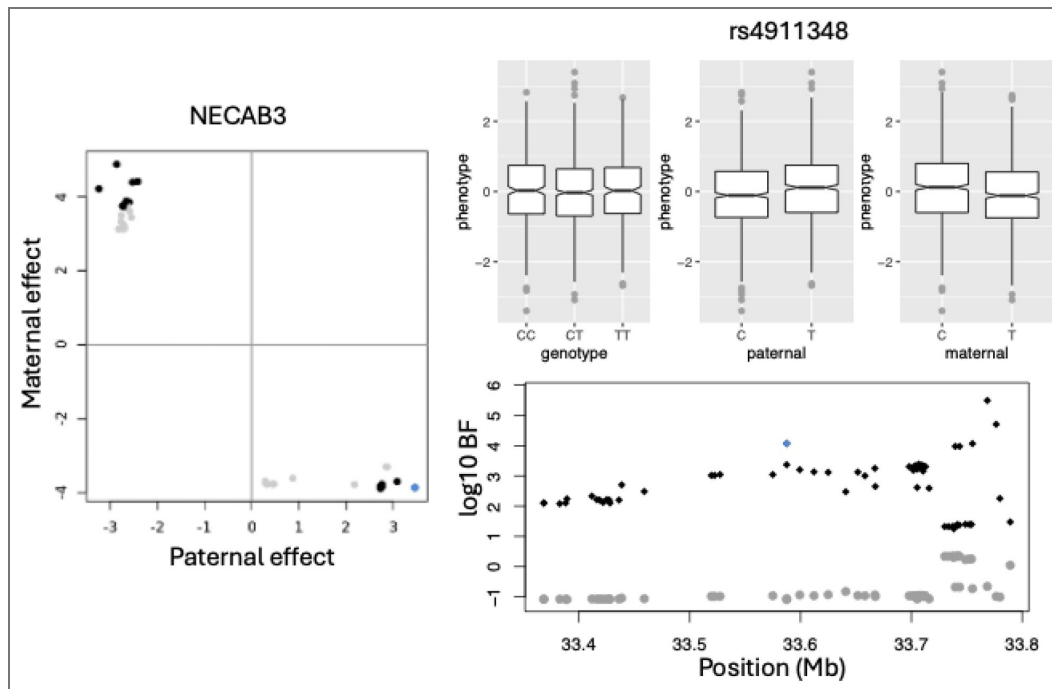 rs4911348
NECAB3
Maternal effect
4
2
0
-2
-4
-3
-2
-1
0
1
2
3
Paternal effect
phenotype
2
0
−2
CC
CT
TT
genotype
phenotype
2
0
−2
C
T
paternal
phenotype
2
0
−2
C
T
maternal
log10 BF
6
5
4
3
2
1
0
−1
33.4
33.5
33.6
33.7
33.8
Position (Mb)